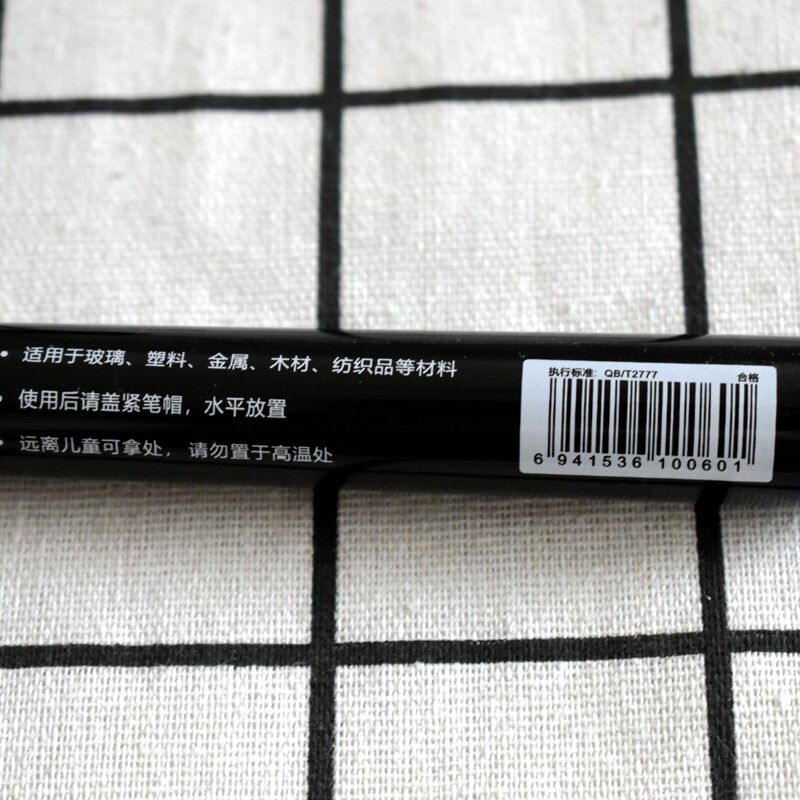 • 适用于玻璃、塑料、金属、木材、纺织品等材料
• 使用后请盖紧笔帽，水平放置
• 远离儿童可拿处，请勿置于高温处
执行标准: QB/T2777 合格
6 941536 100601